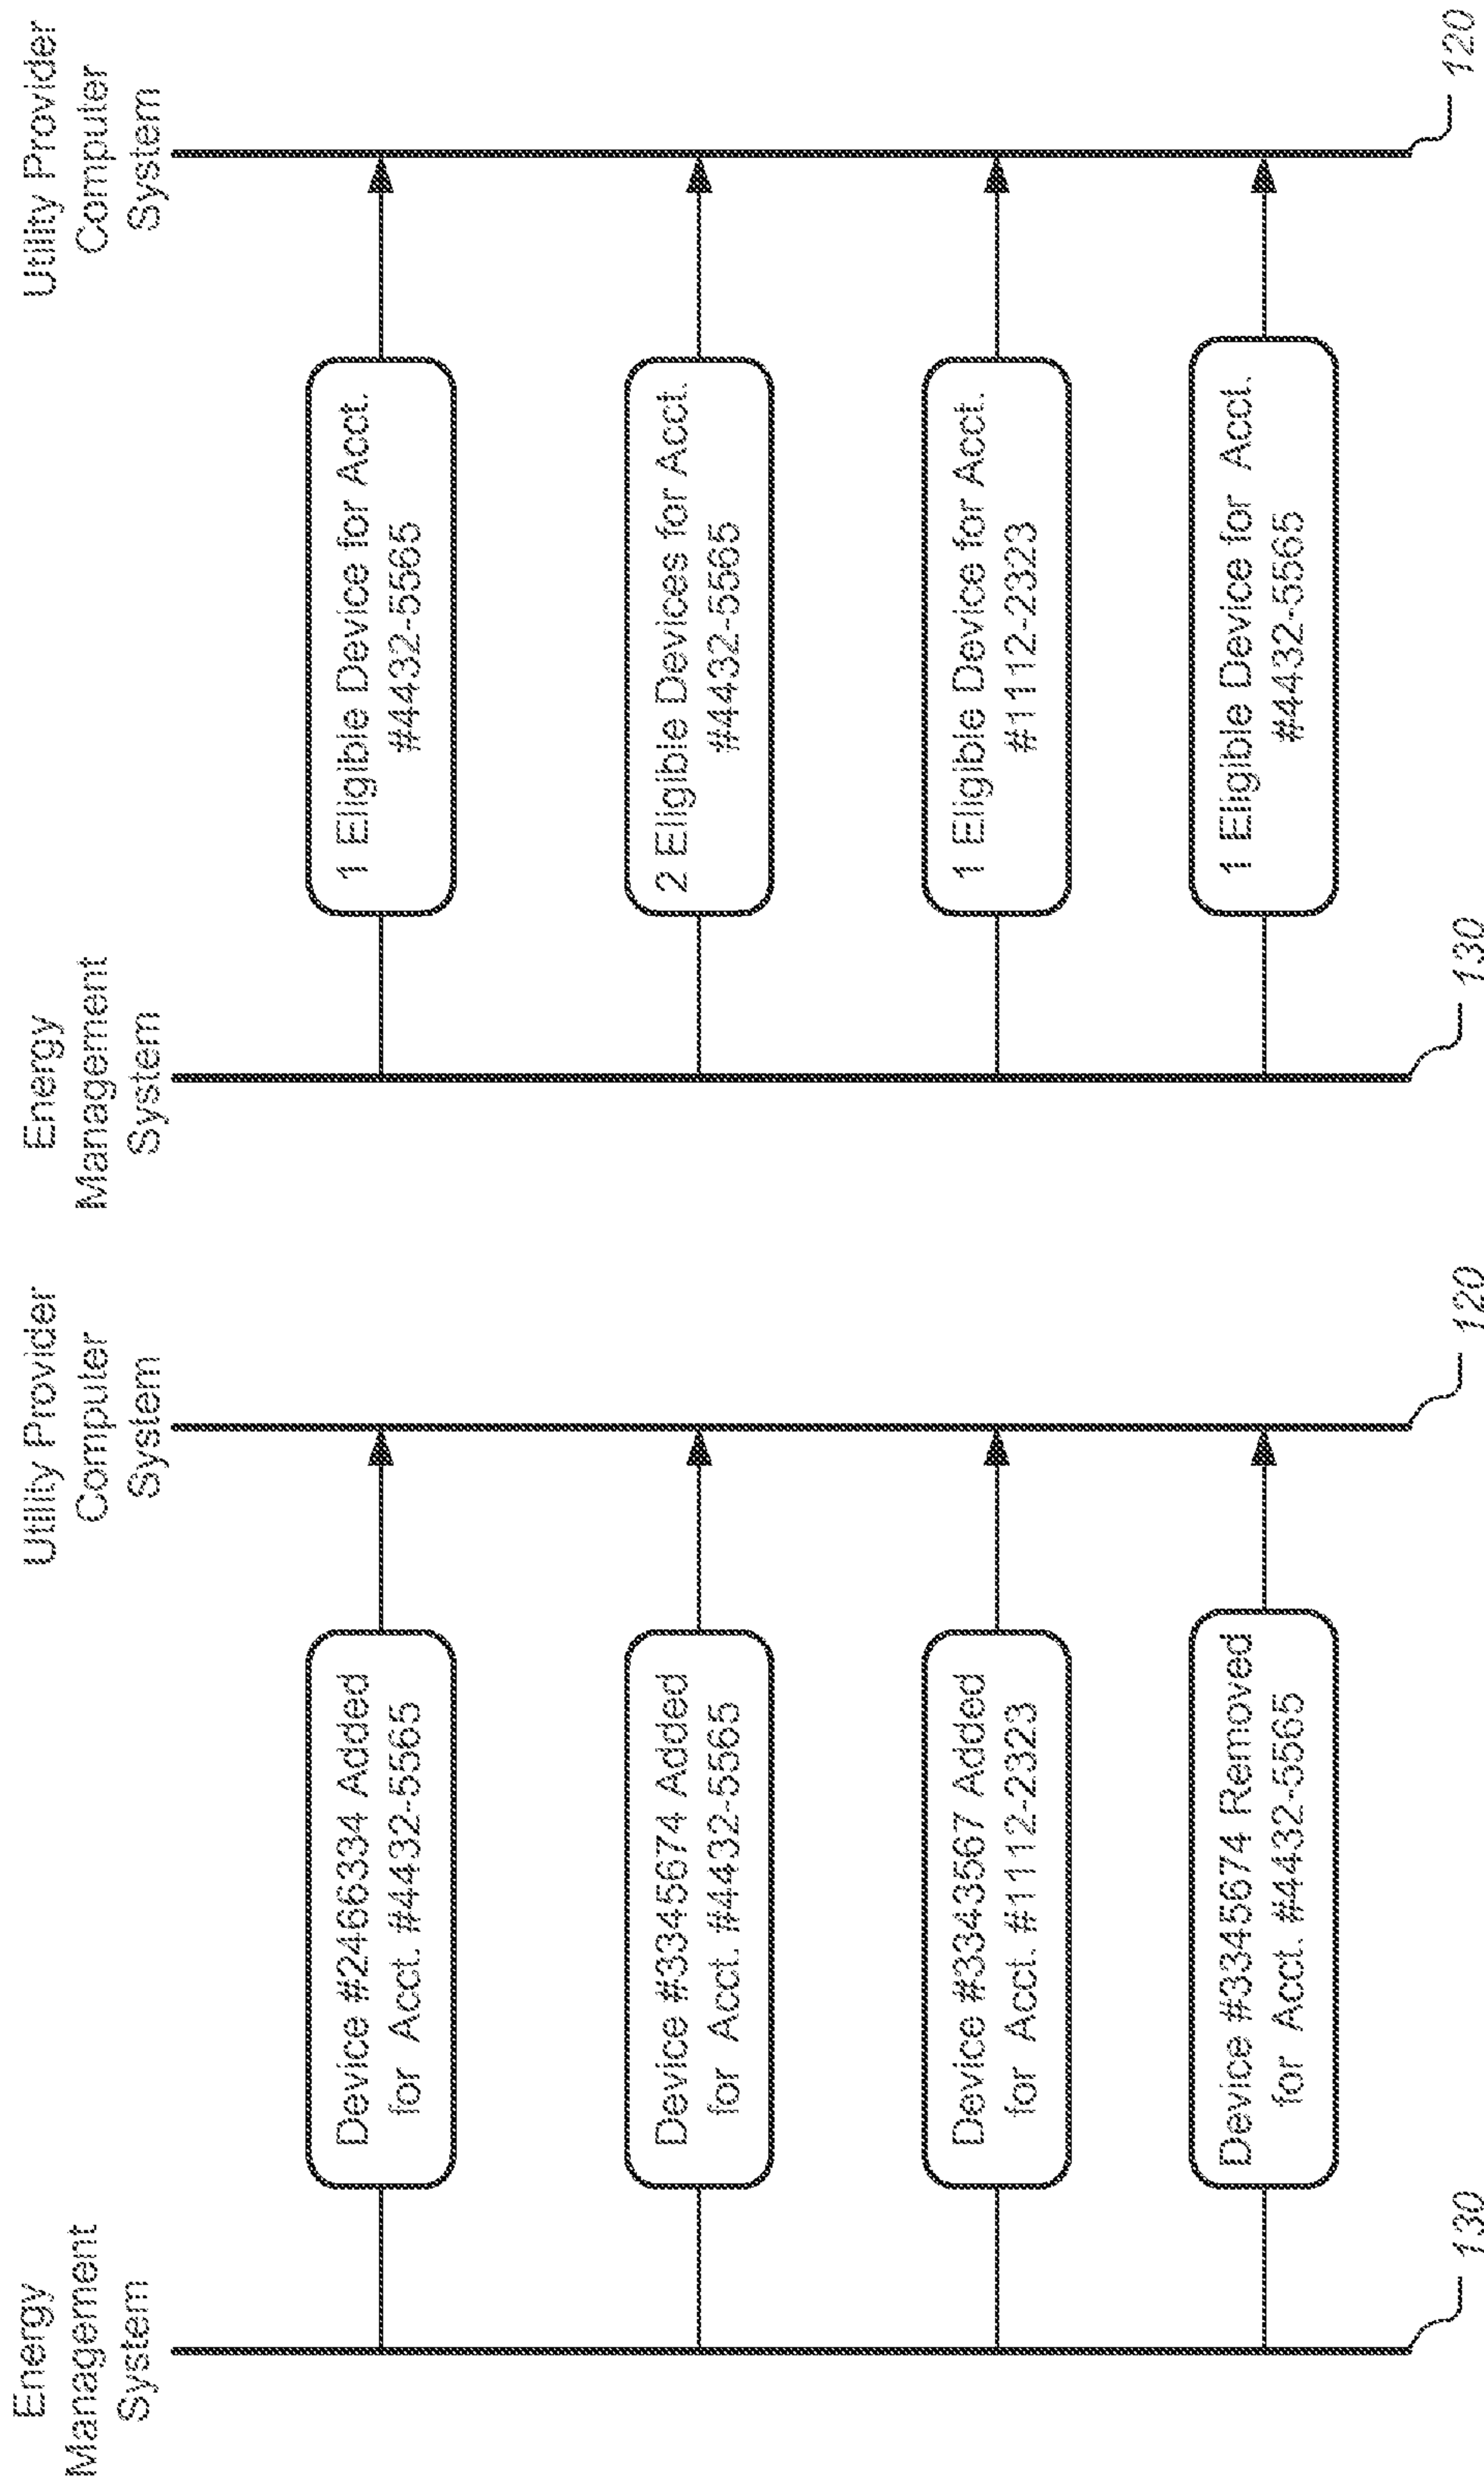 Energy
Management
System
Utility Provider
Computer
System
Device #2466334 Added
for Acct. #4432-5565
Device #3345674 Added
for Acct. #4432-5565
Device #3343567 Added
for Acct. #1112-2323
Device #3345674 Removed
for Acct. #4432-5565
130
120
Energy
Management
System
Utility Provider
Computer
System
1 Eligible Device for Acct.
#4432-5565
2 Eligible Devices for Acct.
#4432-5565
1 Eligible Device for Acct.
#1112-2323
1 Eligible Device for Acct.
#4432-5565
130
120